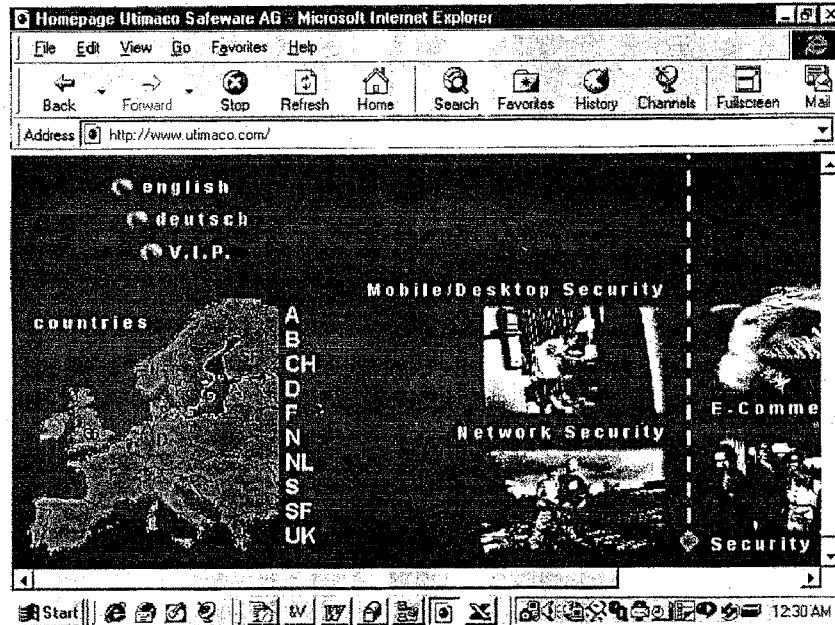 Homepage Utimaco Safeware AG - Microsoft Internet Explorer
File Edit View Go Favorites Help
Back Forward Stop Refresh Home Search Favorites History Channels Fullscreen Mail
Address http://www.utimaco.com/
english
deutsch
V.I.P.
countries
A
B
CH
D
F
N
NL
S
SF
UK
Mobile/Desktop Security
Network Security
E-Comme
Security
Start 12:30 AM